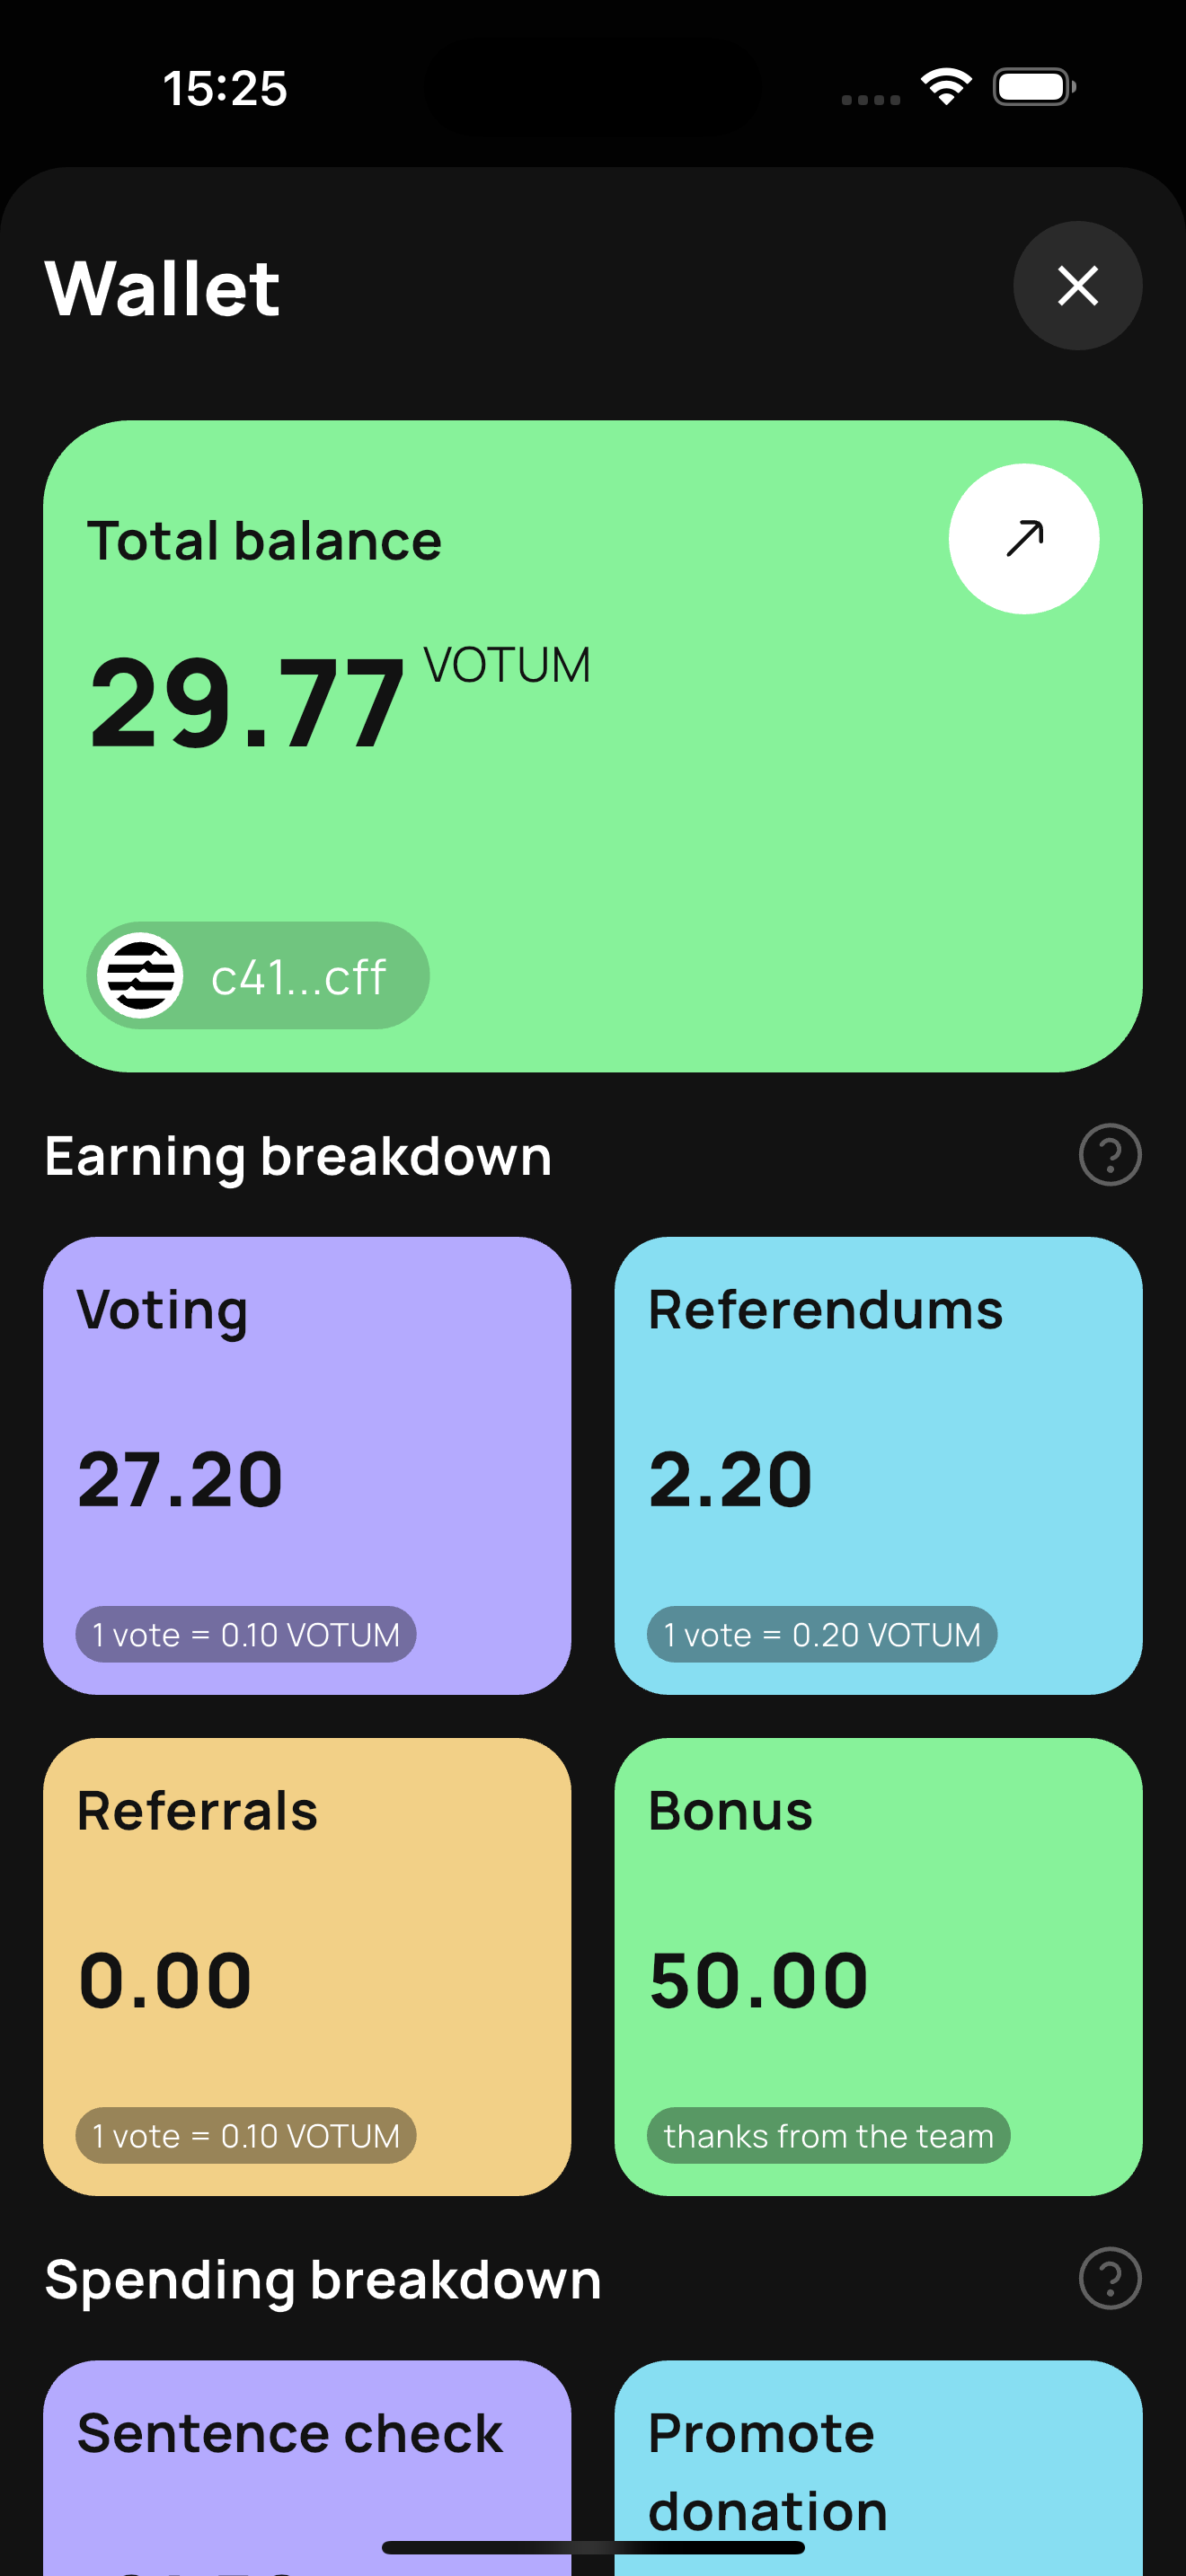 15:25
Wallet
Total balance
29.77 VOTUM
c41...cff
Earning breakdown
Voting
27.20
1 vote = 0.10 VOTUM
Referendums
2.20
1 vote = 0.20 VOTUM
Referrals
0.00
1 vote = 0.10 VOTUM
Bonus
50.00
thanks from the team
Spending breakdown
Sentence check
Promote
donation